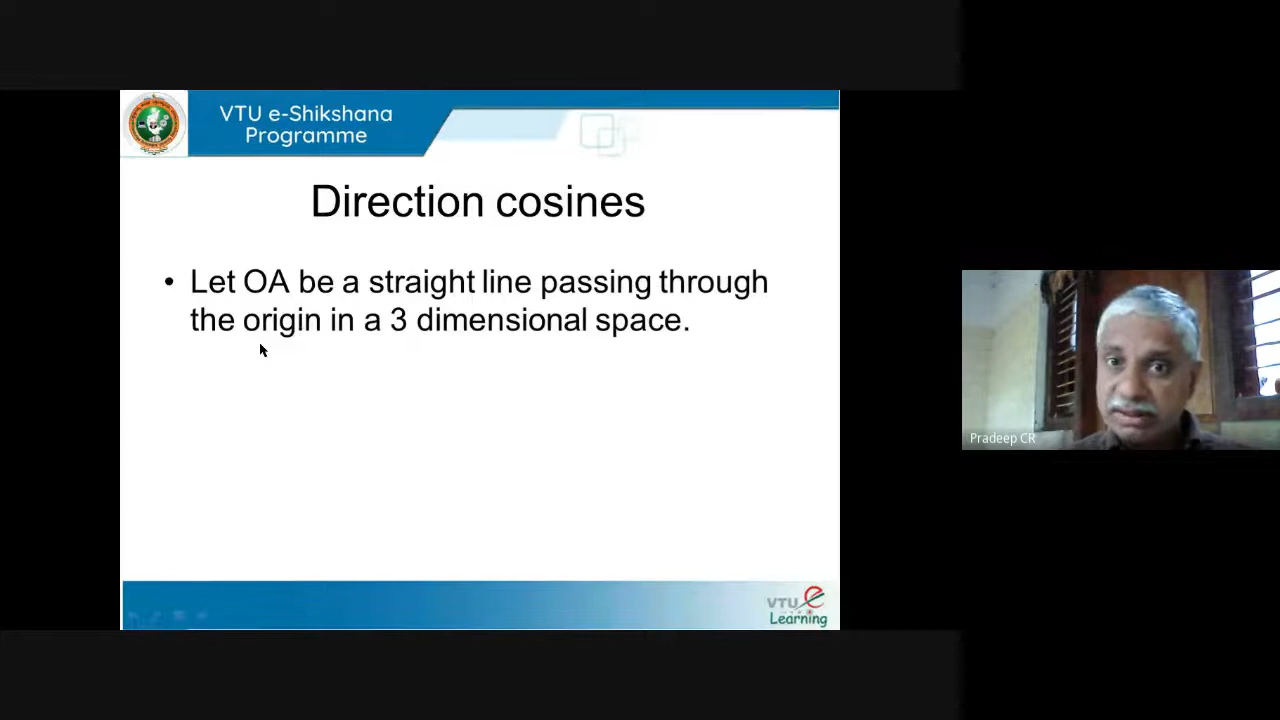 VTU e-Shikshana
Programme
Direction cosines
• Let OA be a straight line passing through
the origin in a 3 dimensional space.
Pradeep CR
VTU e
Learning